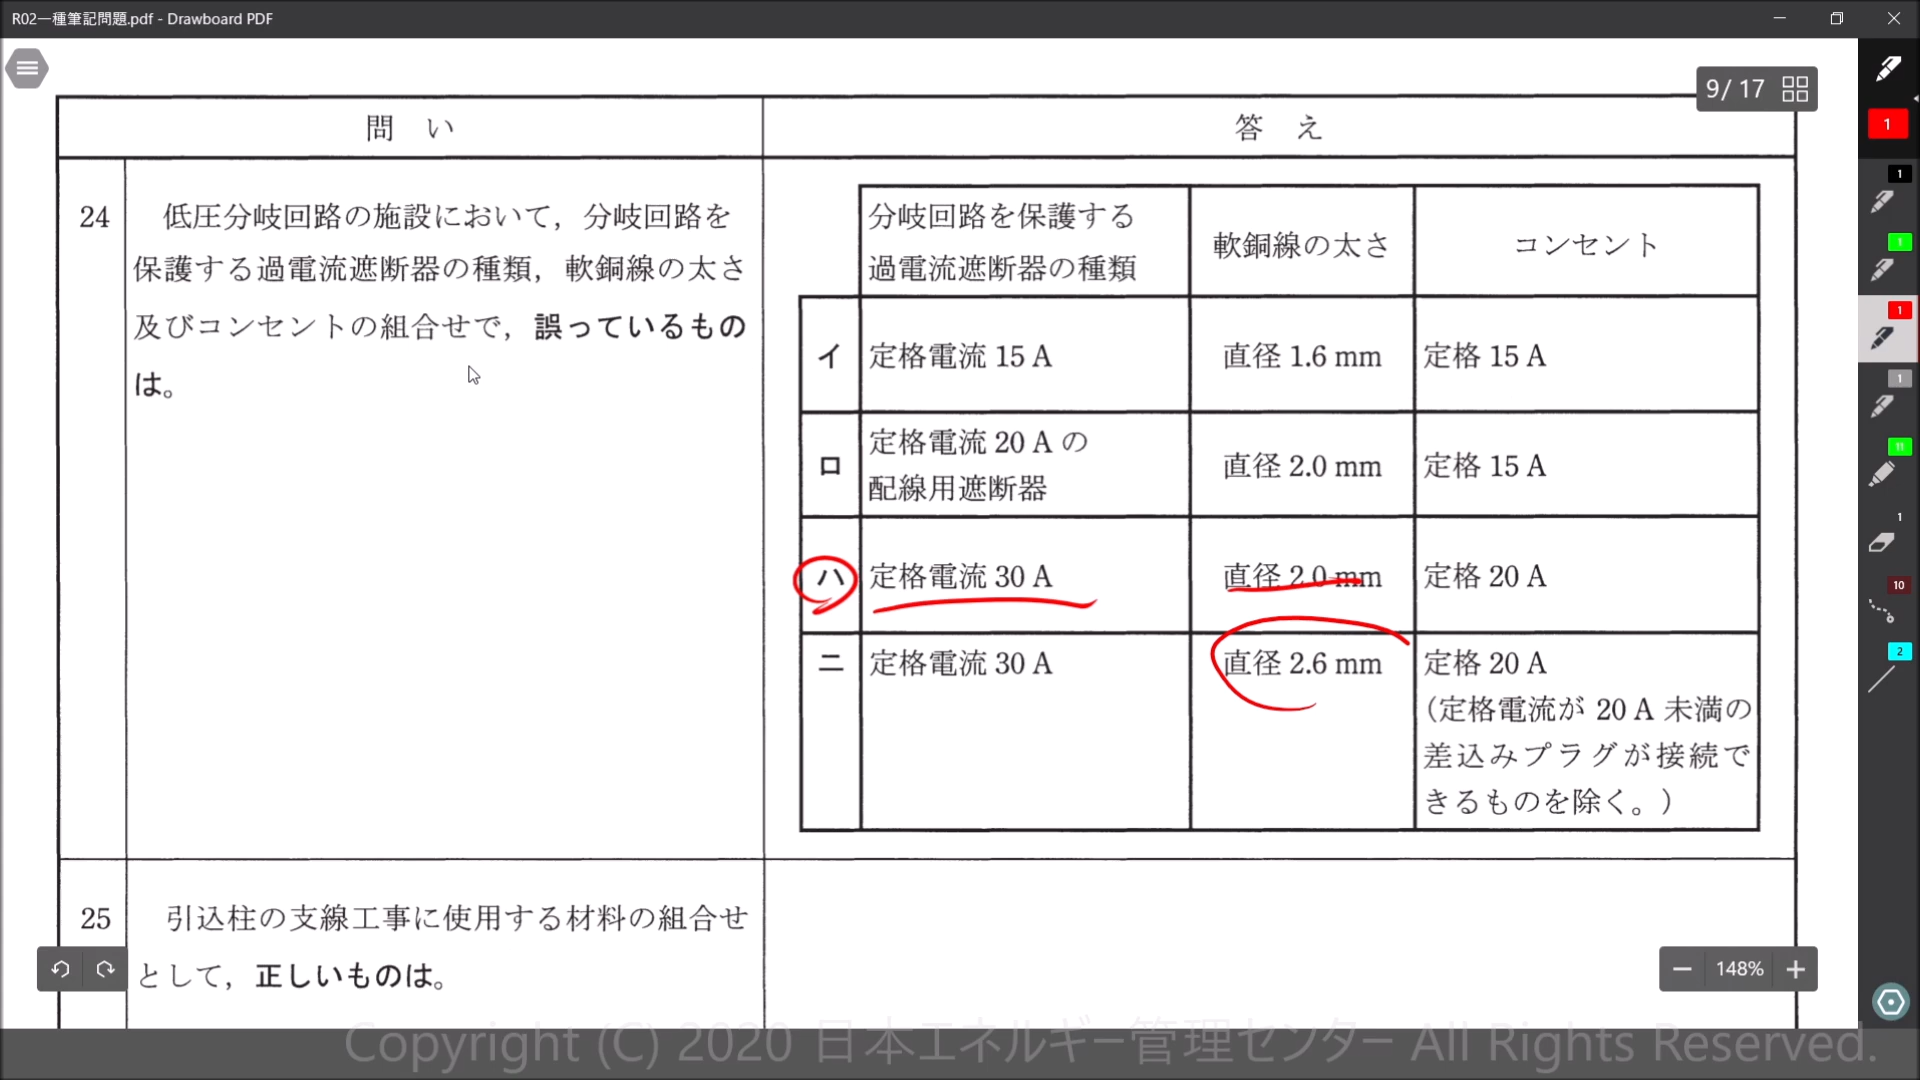 R02一種筆記問題.pdf - Drawboard PDF
9/ 17
問 い
答 え
24
低圧分岐回路の施設において，分岐回路を
保護する過電流遮断器の種類，軟銅線の太さ
及びコンセントの組合せで，誤っているもの
は。
分岐回路を保護する
過電流遮断器の種類
軟銅線の太さ
コンセント
イ
定格電流 15 A
直径 1.6 mm
定格 15 A
ロ
定格電流 20 A の
配線用遮断器
直径 2.0 mm
定格 15 A
ハ
定格電流 30 A
直径 2.0 mm
定格 20 A
ニ
定格電流 30 A
直径 2.6 mm
定格 20 A
（定格電流が 20 A 未満の
差込みプラグが接続で
きるものを除く。）
25
引込柱の支線工事に使用する材料の組合せ
として，正しいものは。
148%
1
1
1
1
1
11
1
10
2
Copyright (C) 2020 日本エネルギー管理センター All Rights Reserved.